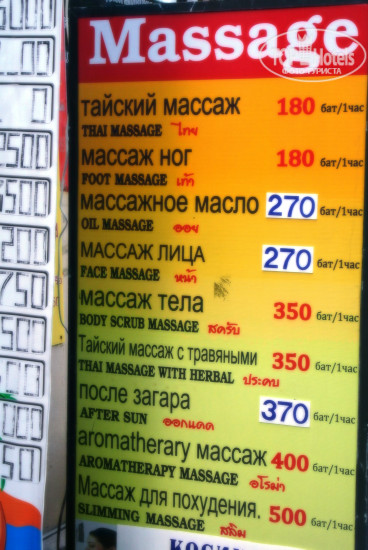 Massage
TOP Hotels
ФОТО ТУРИСТА
тайский массаж 180 бат/1час
THAI MASSAGE ไทย
массаж ног 180 бат/1час
FOOT MASSAGE เท้า
массажное масло 270 бат/1час
OIL MASSAGE ออย
МАССАЖ ЛИЦА 270 бат/1час
FACE MASSAGE หน้า
массаж тела 350 бат/1час
BODY SCRUB MASSAGE สครับ
Тайский массаж с травяными 350 бат/1час
THAI MASSAGE WITH HERBAL ประคบ
после загара 370 бат/1час
AFTER SUN ออกแดด
aromatherary массаж 400 бат/1час
AROMATHERAPY MASSAGE อโรม่า
Массаж для похудения. 500 бат/1час
SLIMMING MASSAGE สลิม